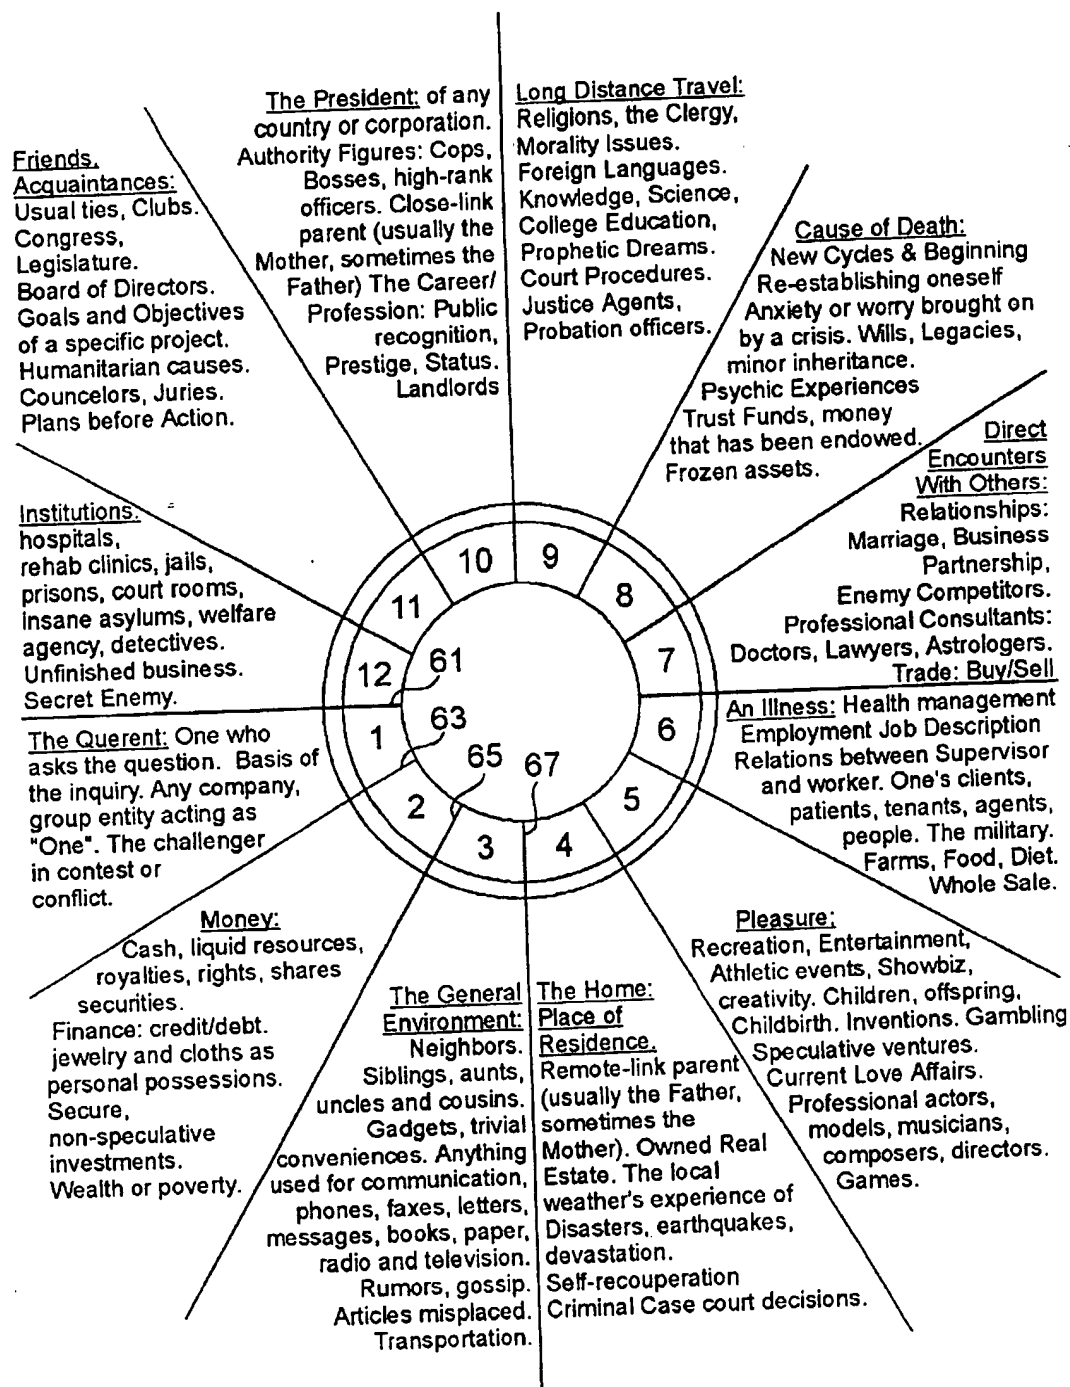 The President: of any
country or corporation.
Authority Figures: Cops,
Bosses, high-rank
officers. Close-link
parent (usually the
Mother, sometimes the
Father) The Career/
Profession: Public
recognition,
Prestige, Status.
Landlords
Long Distance Travel:
Religions, the Clergy,
Morality Issues.
Foreign Languages.
Knowledge, Science,
College Education,
Prophetic Dreams.
Court Procedures.
Justice Agents,
Probation officers.
Friends,
Acquaintances:
Usual ties, Clubs.
Congress,
Legislature.
Board of Directors.
Goals and Objectives
of a specific project.
Humanitarian causes.
Councelors, Juries.
Plans before Action.
Cause of Death:
New Cycles & Beginning
Re-establishing oneself
Anxiety or worry brought on
by a crisis. Wills, Legacies,
minor inheritance.
Psychic Experiences
Trust Funds, money
that has been endowed.
Frozen assets.
Direct
Encounters
With Others:
Relationships:
Marriage, Business
Partnership,
Enemy Competitors.
Professional Consultants:
Doctors, Lawyers, Astrologers.
Trade: Buy/Sell
Institutions:
hospitals,
rehab clinics, jails,
prisons, court rooms,
insane asylums, welfare
agency, detectives.
Unfinished business.
Secret Enemy.
10
9
11
8
12
61
7
1
63
6
65
67
2
5
3
4
The Querent: One who
asks the question. Basis of
the inquiry. Any company,
group entity acting as
"One". The challenger
in contest or
conflict.
An Illness: Health management
Employment Job Description
Relations between Supervisor
and worker. One's clients,
patients, tenants, agents,
people. The military.
Farms, Food, Diet.
Whole Sale.
Money:
Cash, liquid resources,
royalties, rights, shares
securities.
Finance: credit/debt.
jewelry and cloths as
personal possessions.
Secure,
non-speculative
investments.
Wealth or poverty.
The General
Environment:
Neighbors.
Siblings, aunts,
uncles and cousins.
Gadgets, trivial
conveniences. Anything
used for communication,
phones, faxes, letters,
messages, books, paper,
radio and television.
Rumors, gossip.
Articles misplaced.
Transportation.
The Home:
Place of
Residence.
Remote-link parent
(usually the Father,
sometimes the
Mother). Owned Real
Estate. The local
weather's experience of
Disasters, earthquakes,
devastation.
Self-recouperation
Criminal Case court decisions.
Pleasure:
Recreation, Entertainment,
Athletic events, Showbiz,
creativity. Children, offspring,
Childbirth. Inventions. Gambling
Speculative ventures.
Current Love Affairs.
Professional actors,
models, musicians,
composers, directors.
Games.